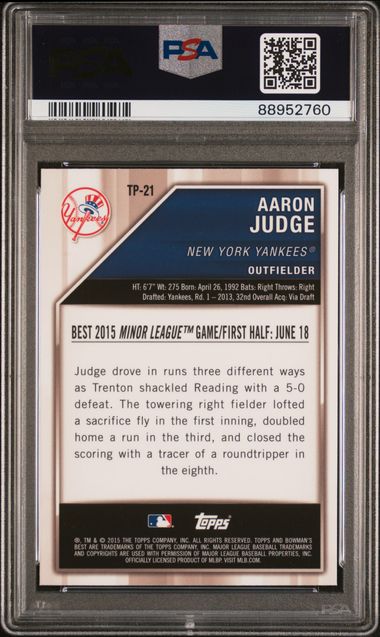 PSA
PSA
88952760
Yankees
TP-21
AARON
JUDGE
NEW YORK YANKEES®
OUTFIELDER
HT: 6'7" Wt: 275 Born: April 26, 1992 Bats: Right Throws: Right
Drafted: Yankees, Rd. 1 – 2013, 32nd Overall Acq: Via Draft
BEST 2015 MINOR LEAGUE™ GAME/FIRST HALF: JUNE 18
Judge drove in runs three different ways
as Trenton shackled Reading with a 5-0
defeat. The towering right fielder lofted
a sacrifice fly in the first inning, doubled
home a run in the third, and closed the
scoring with a tracer of a roundtripper in
the eighth.
topps
®, TM & © 2015 THE TOPPS COMPANY, INC. ALL RIGHTS RESERVED. TOPPS AND BOWMAN'S
BEST ARE TRADEMARKS OF THE TOPPS COMPANY, INC. MAJOR LEAGUE BASEBALL TRADEMARKS
AND COPYRIGHTS ARE USED WITH PERMISSION OF MAJOR LEAGUE BASEBALL PROPERTIES, INC.
OFFICIALLY LICENSED PRODUCT OF MLBP. VISIT MLB.COM.
PSA